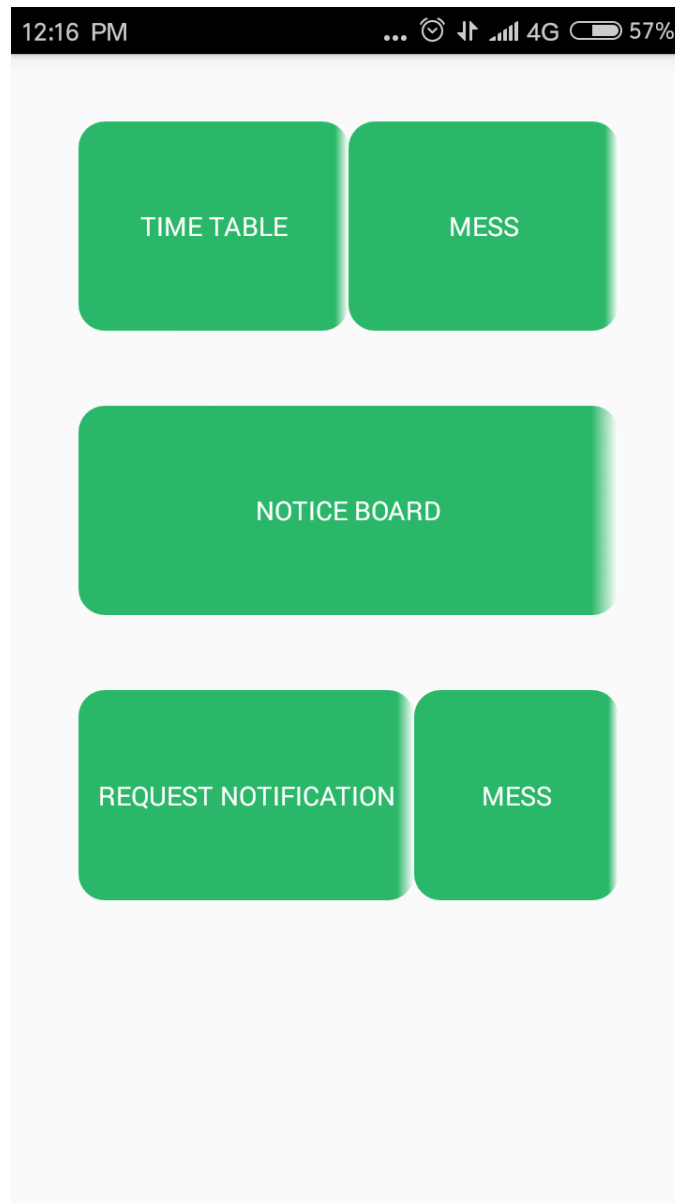 12:16 PM ... 4G 57%
TIME TABLE MESS
NOTICE BOARD
REQUEST NOTIFICATION MESS